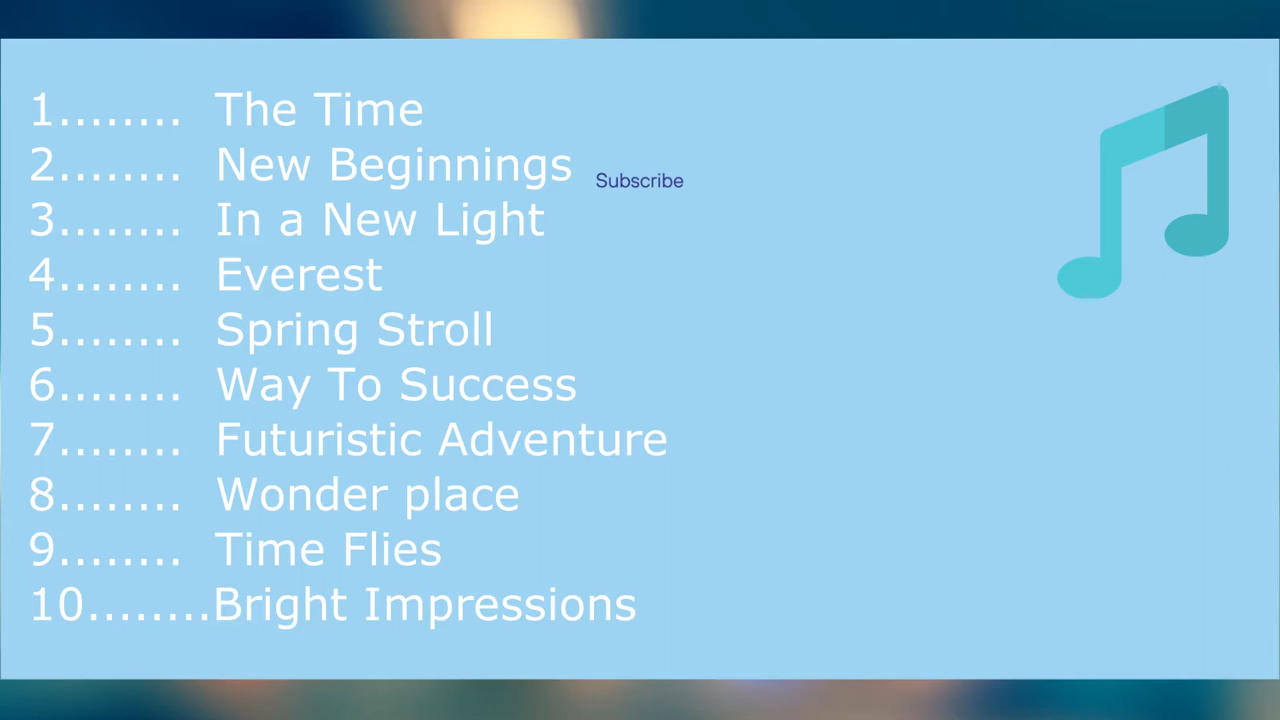 1........ The Time
2........ New Beginnings
Subscribe
3........ In a New Light
4........ Everest
5........ Spring Stroll
6........ Way To Success
7........ Futuristic Adventure
8........ Wonder place
9........ Time Flies
10........Bright Impressions